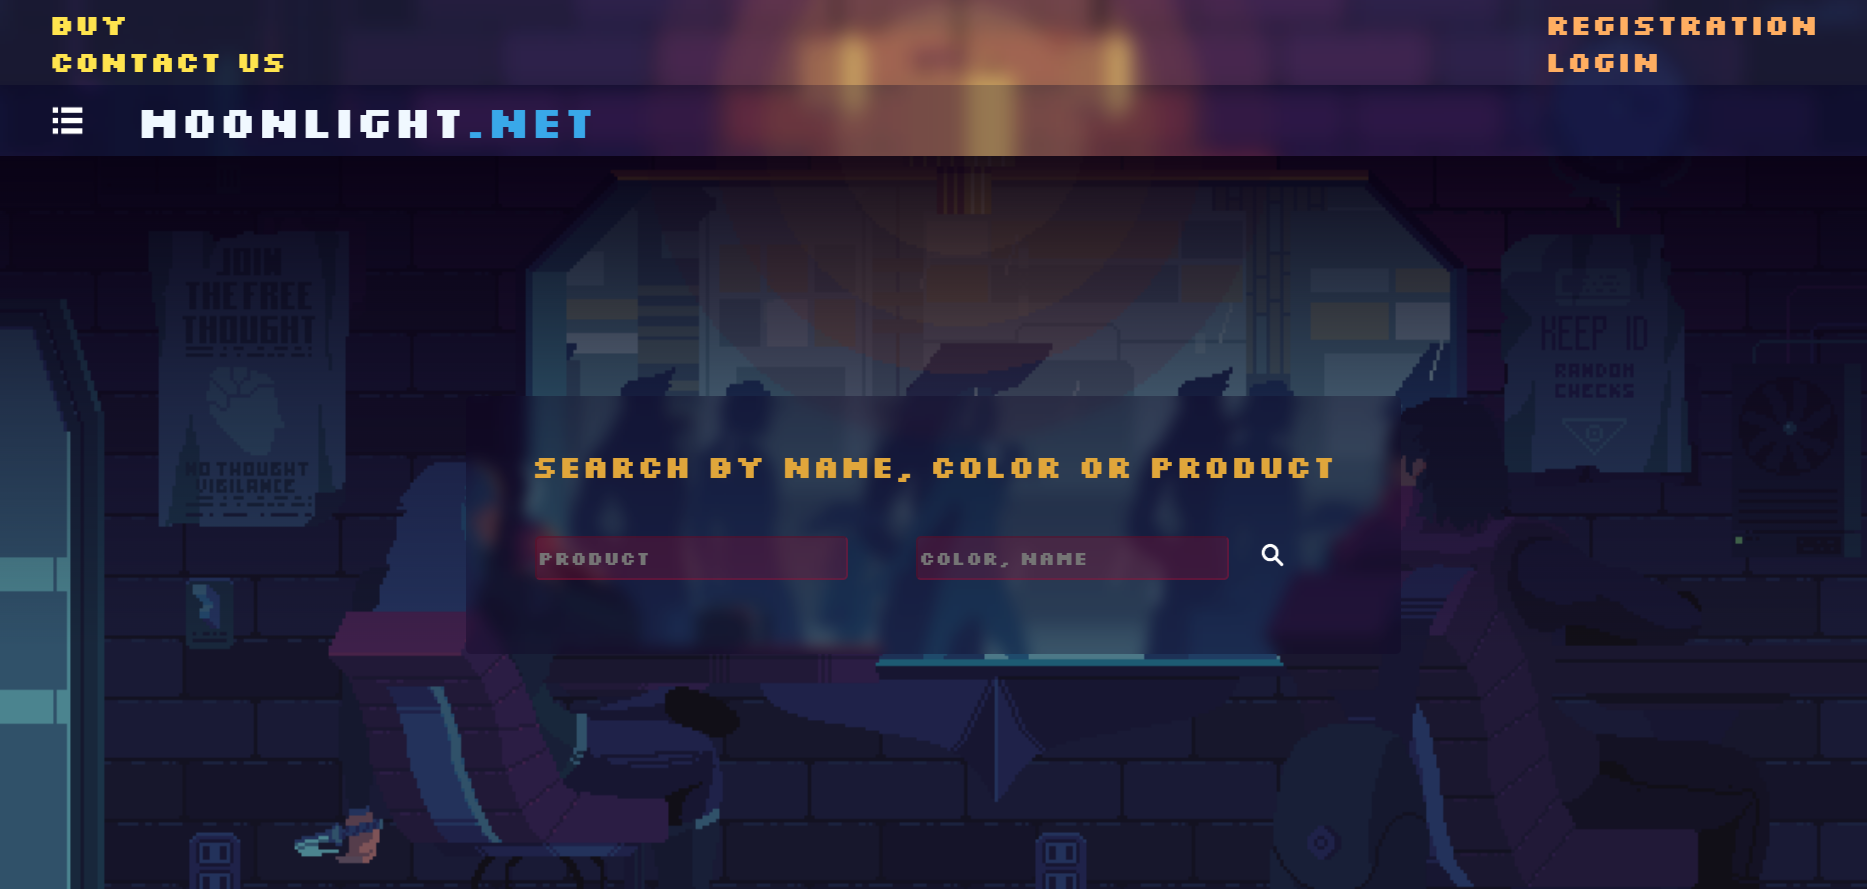 BUY
CONTACT US
REGISTRATION
LOGIN
MOONLIGHT.NET
JOIN
THE FREE
THOUGHT
NO THOUGHT
VIGILANCE
KEEP ID
RANDOM
CHECKS
SEARCH BY NAME, COLOR OR PRODUCT
PRODUCT
COLOR, NAME